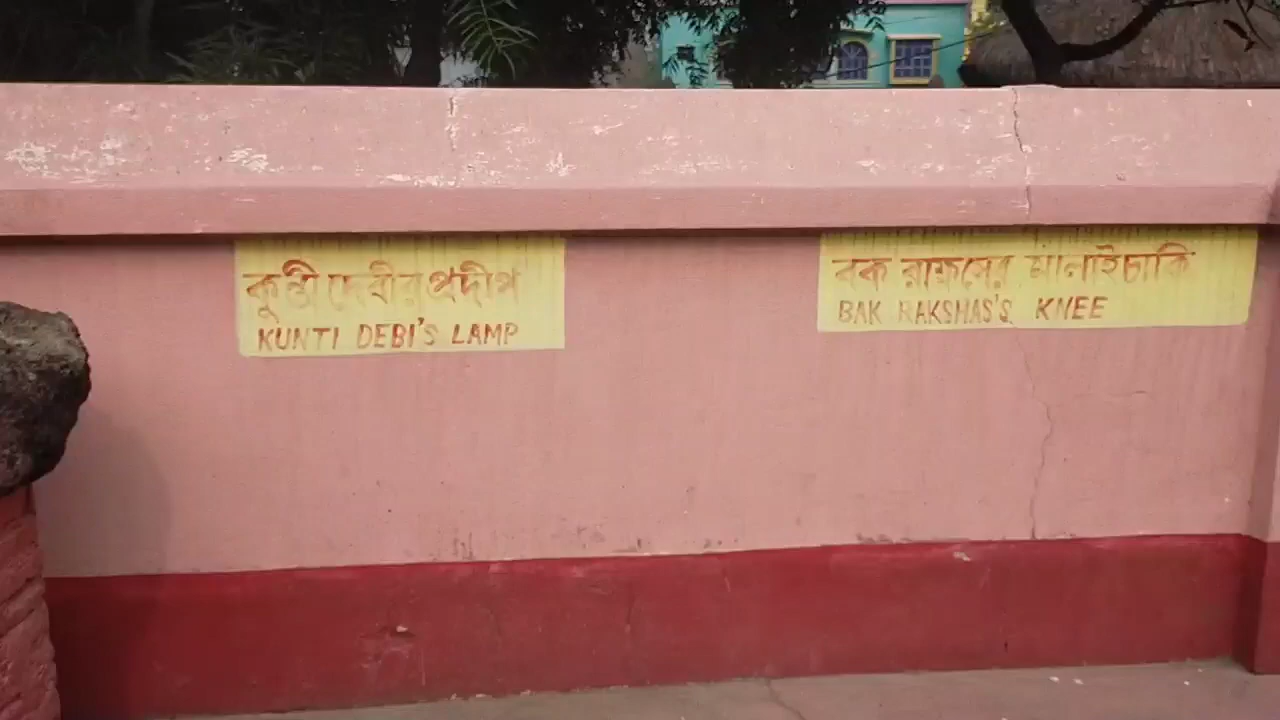 কুন্তী দেবীর প্রদীপ
KUNTI DEBI'S LAMP
বক রাক্ষসের মালাইচাকি
BAK RAKSHAS'S KNEE